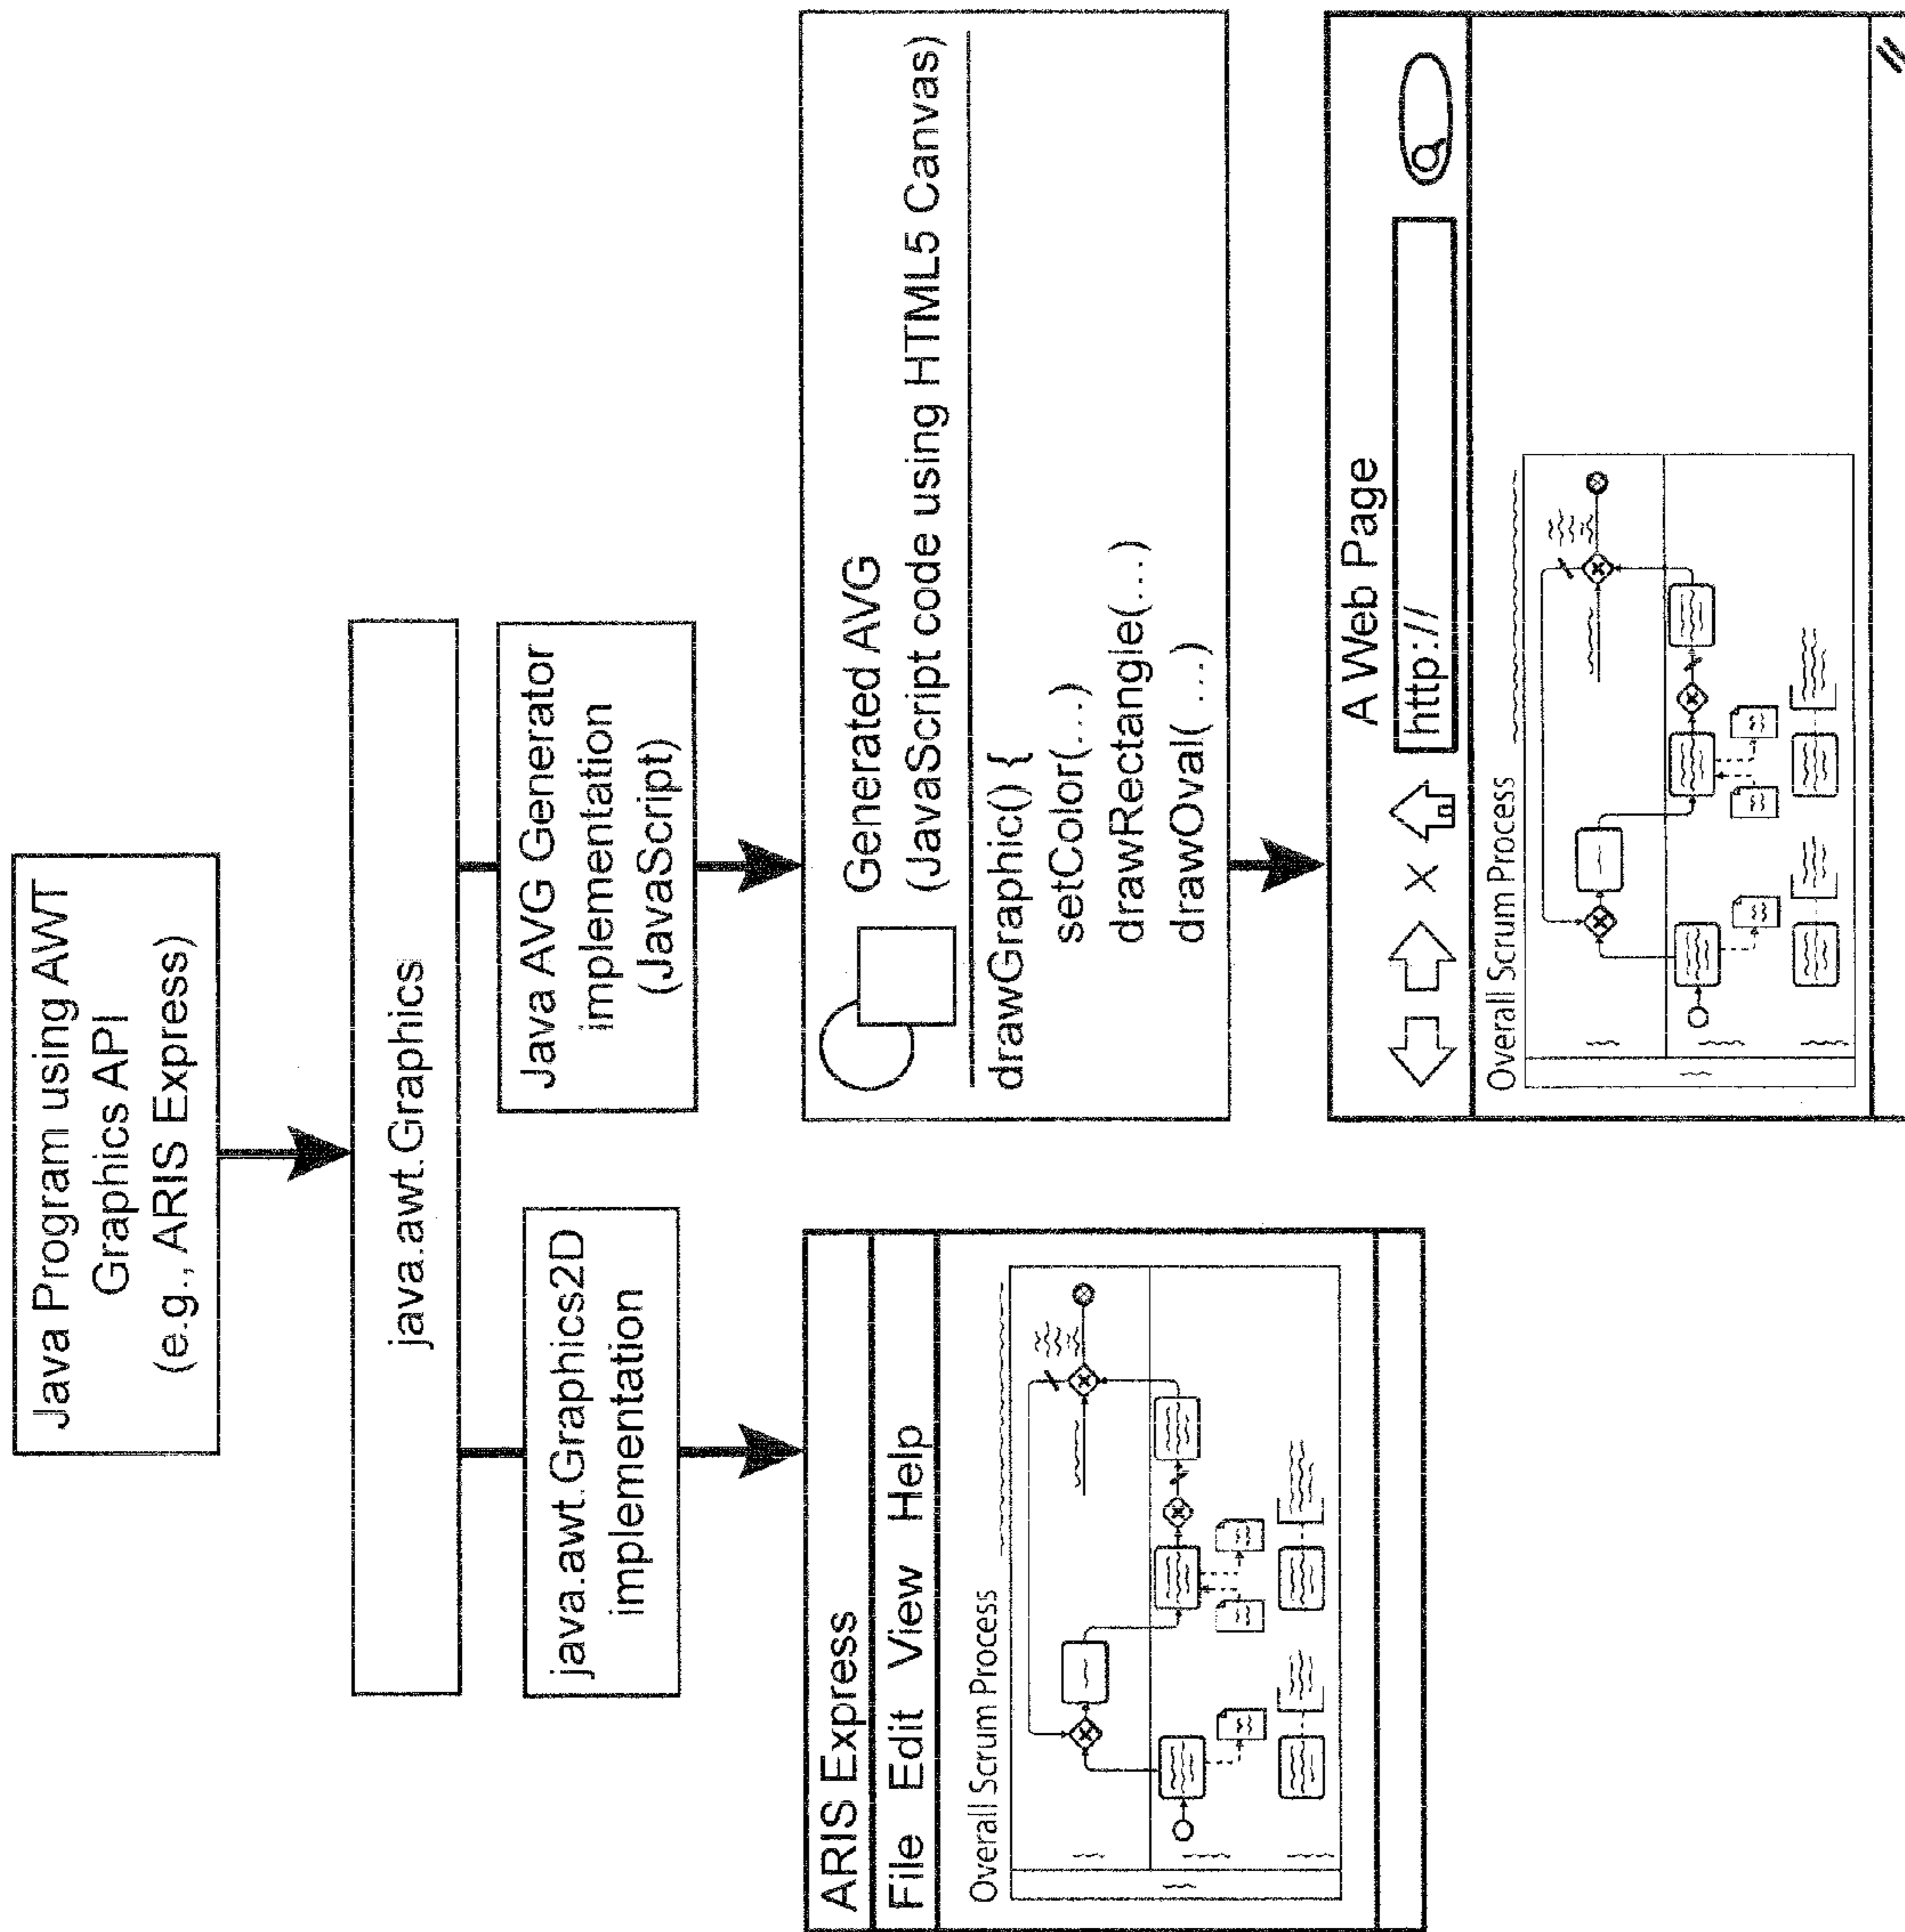 Java Program using AWT
Graphics API
(e.g., ARIS Express)
java.awt.Graphics
java.awt.Graphics2D
implementation
Java AVG Generator
implementation
(JavaScript)
ARIS Express
File Edit View Help
Overall Scrum Process
Generated AVG
(JavaScript code using HTML5 Canvas)
drawGraphic() {
setColor(...)
drawRectangle(...)
drawOval(...)
A Web Page
http://
Overall Scrum Process